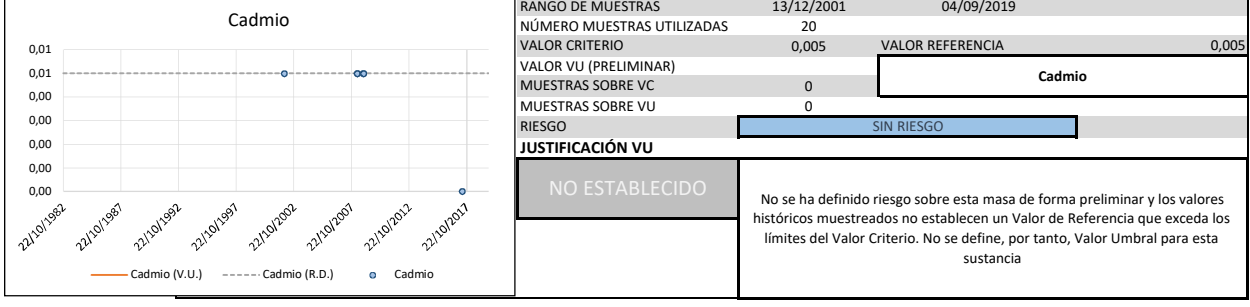 Cadmio
0,01
0,01
0,00
0,00
0,00
0,00
22/10/1982
22/10/1987
22/10/1992
22/10/1997
22/10/2002
22/10/2007
22/10/2012
22/10/2017
Cadmio (V.U.)
Cadmio (R.D.)
Cadmio
RANGO DE MUESTRAS 13/12/2001 04/09/2019
NÚMERO MUESTRAS UTILIZADAS 20
VALOR CRITERIO 0,005 VALOR REFERENCIA 0,005
VALOR VU (PRELIMINAR)
Cadmio
MUESTRAS SOBRE VC 0
MUESTRAS SOBRE VU 0
RIESGO SIN RIESGO
JUSTIFICACIÓN VU
NO ESTABLECIDO
No se ha definido riesgo sobre esta masa de forma preliminar y los valores
históricos muestreados no establecen un Valor de Referencia que exceda los
límites del Valor Criterio. No se define, por tanto, Valor Umbral para esta
sustancia